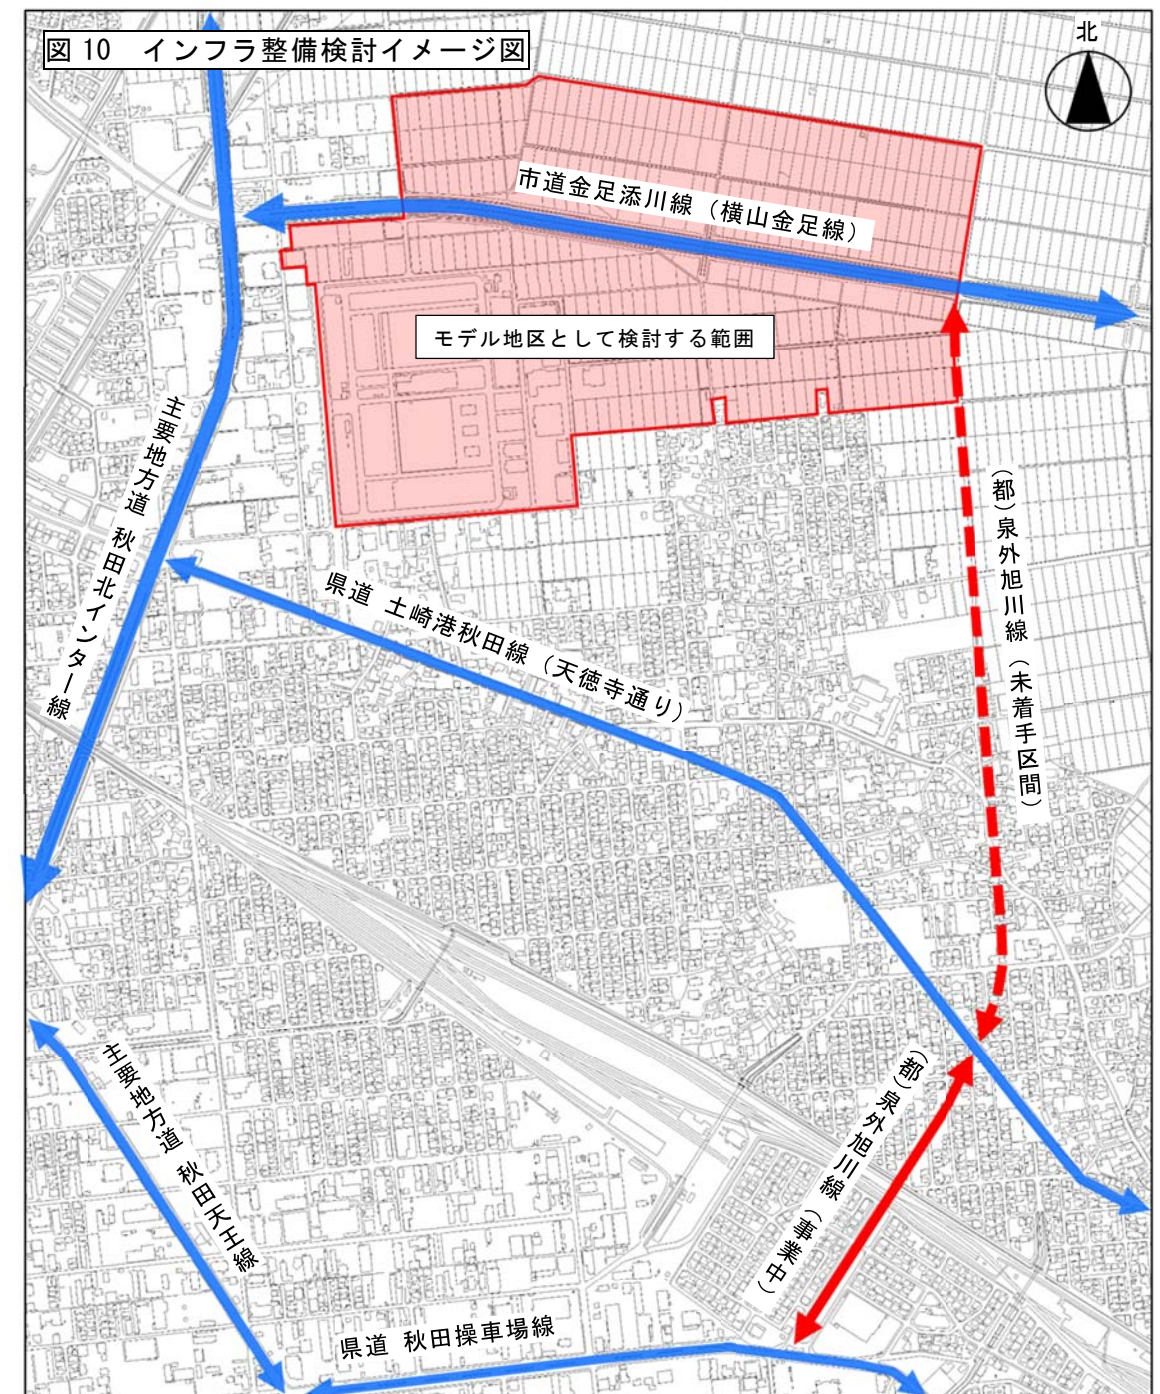 図 10 インフラ整備検討イメージ図
北
市道金足添川線（横山金足線）
モデル地区として検討する範囲
主要地方道 秋田北インター線
（都）泉外旭川線（未着手区間）
県道 土崎港秋田線（天徳寺通り）
（都）泉外旭川線（事業中）
主要地方道 秋田天王線
県道 秋田操車場線